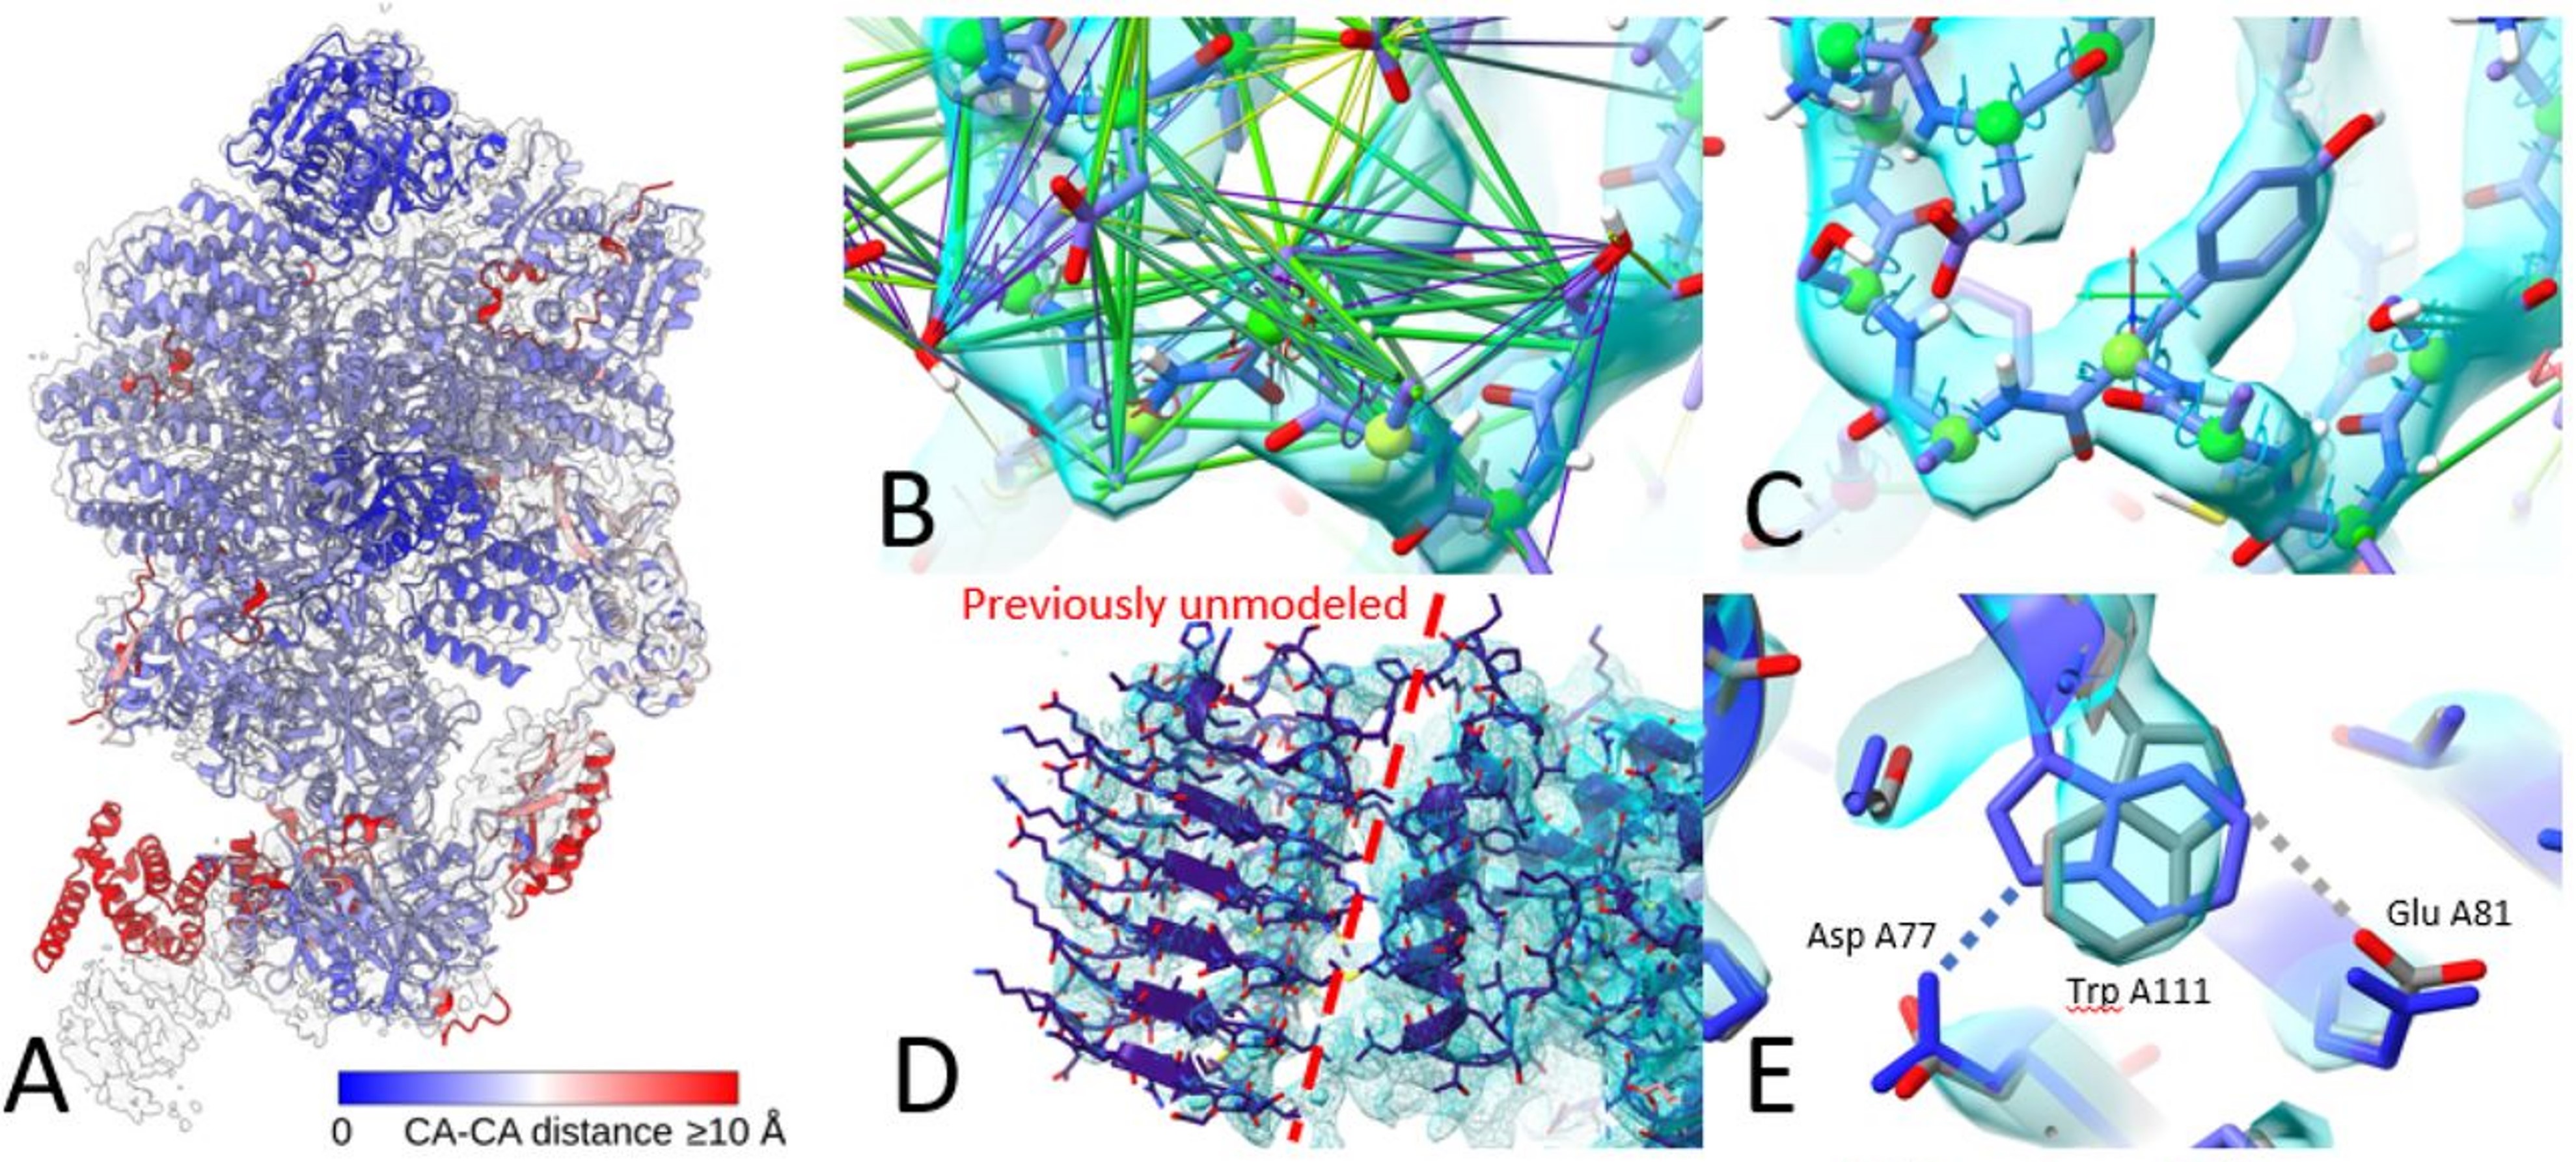 A
0 CA-CA distance ≥10 Å
B
C
Previously unmodeled
D
E
Asp A77
Trp A111
Glu A81